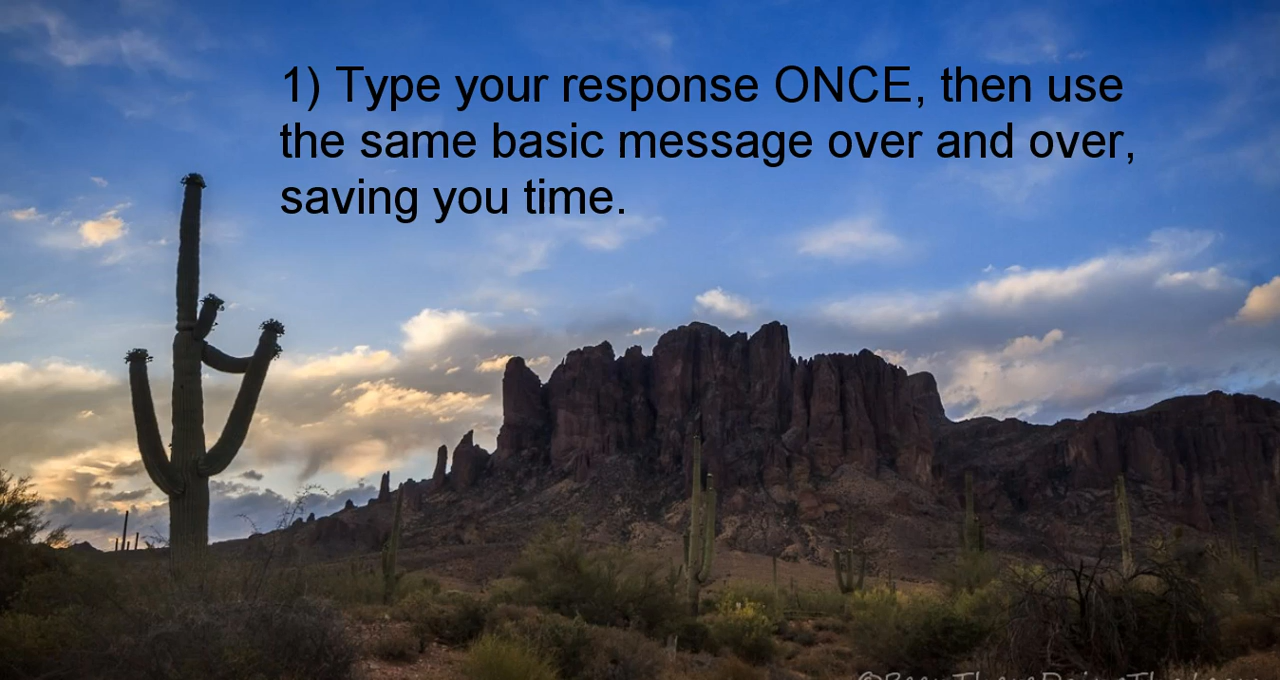 1) Type your response ONCE, then use
the same basic message over and over,
saving you time.